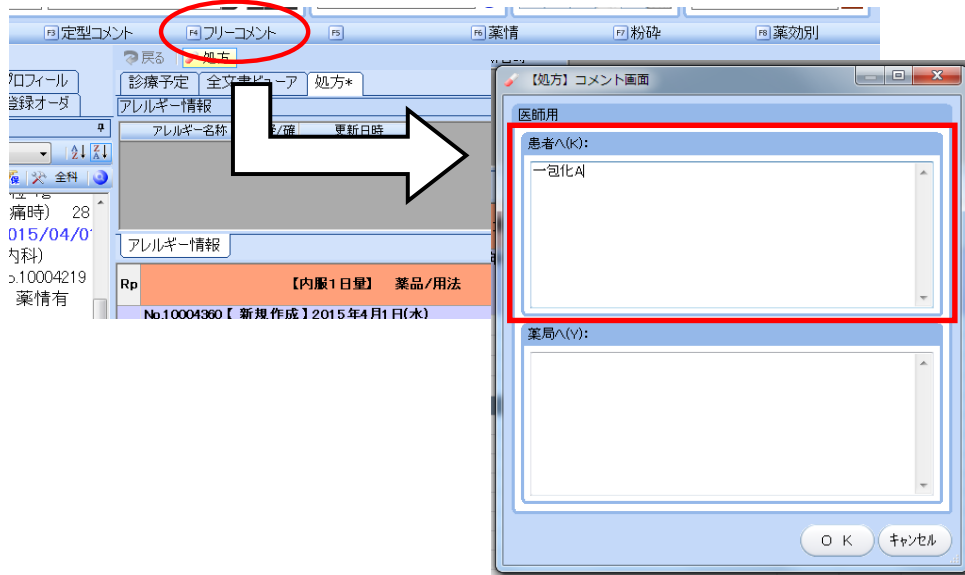 F3 定型コメント F4 フリーコメント F5 F6 薬情 F7 粉砕 F8 薬効別
戻る 処方
プロフィール
登録オーダ
診療予定 全文書ビューア 処方*
アレルギー情報
アレルギー名称 更新日時
全科
痛時) 28
015/04/0
内科)
.10004219
薬情有
アレルギー情報
Rp 【内服1日量】 薬品/用法
No.10004360【 新規作成 】2015年4月1日(水)
【処方】コメント画面
医師用
患者へ(K):
一包化A
薬局へ(Y):
O K キャンセル